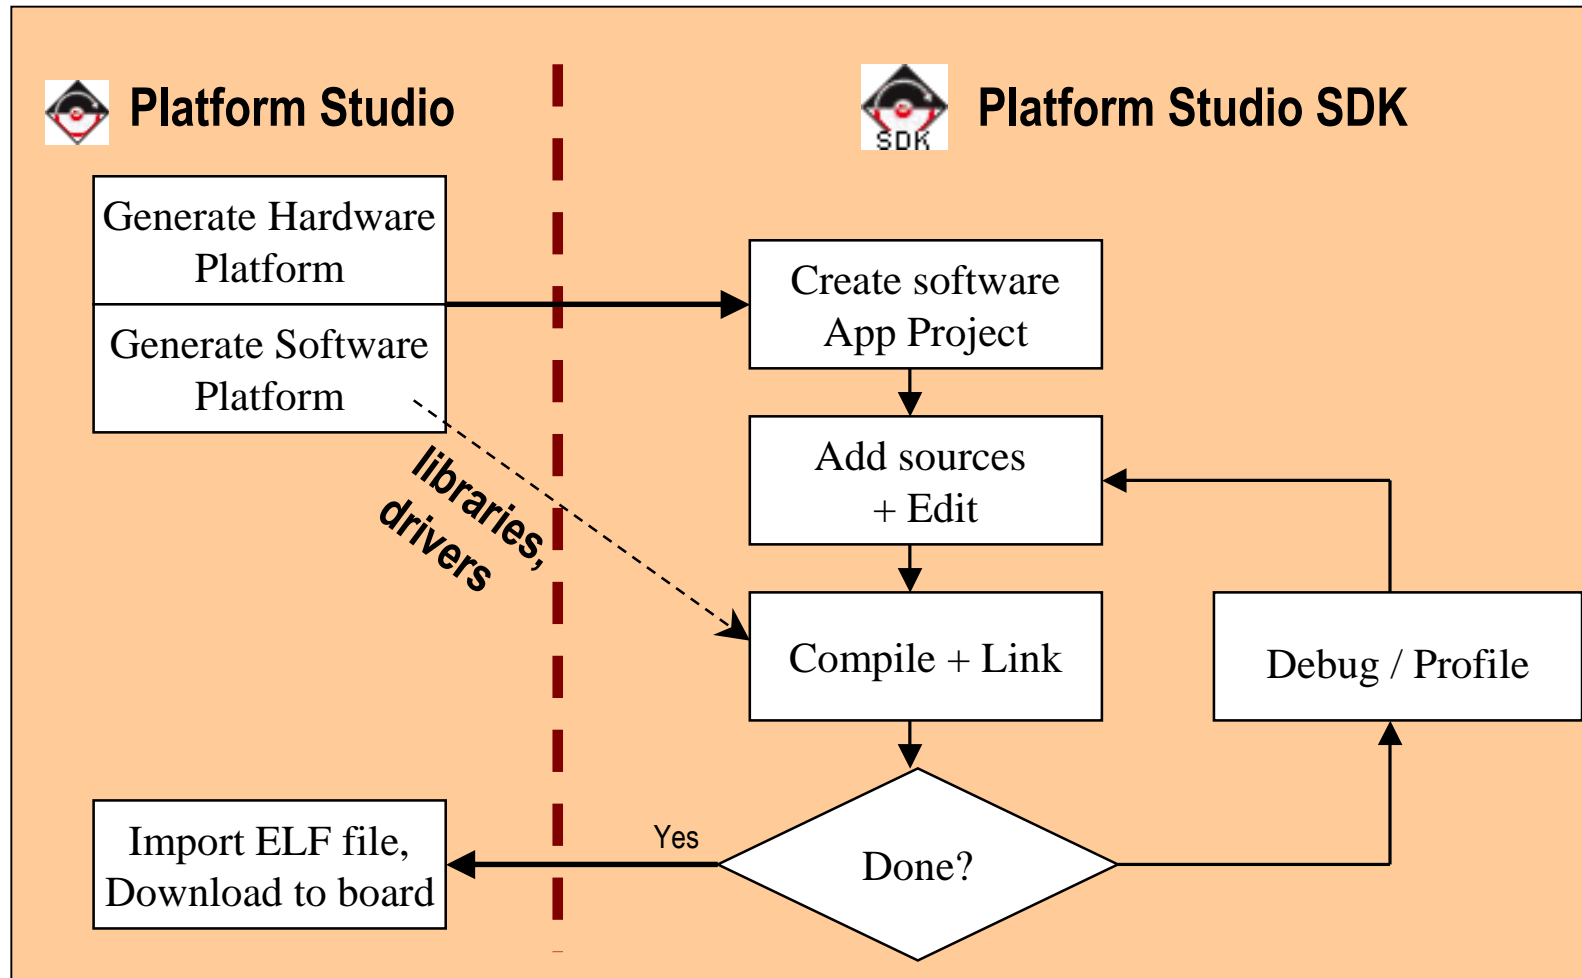 Platform Studio
SDK
Platform Studio SDK
Generate Hardware
Platform
Generate Software
Platform
libraries,
drivers
Create software
App Project
Add sources
+ Edit
Compile + Link
Debug / Profile
Done?
Yes
Import ELF file,
Download to board